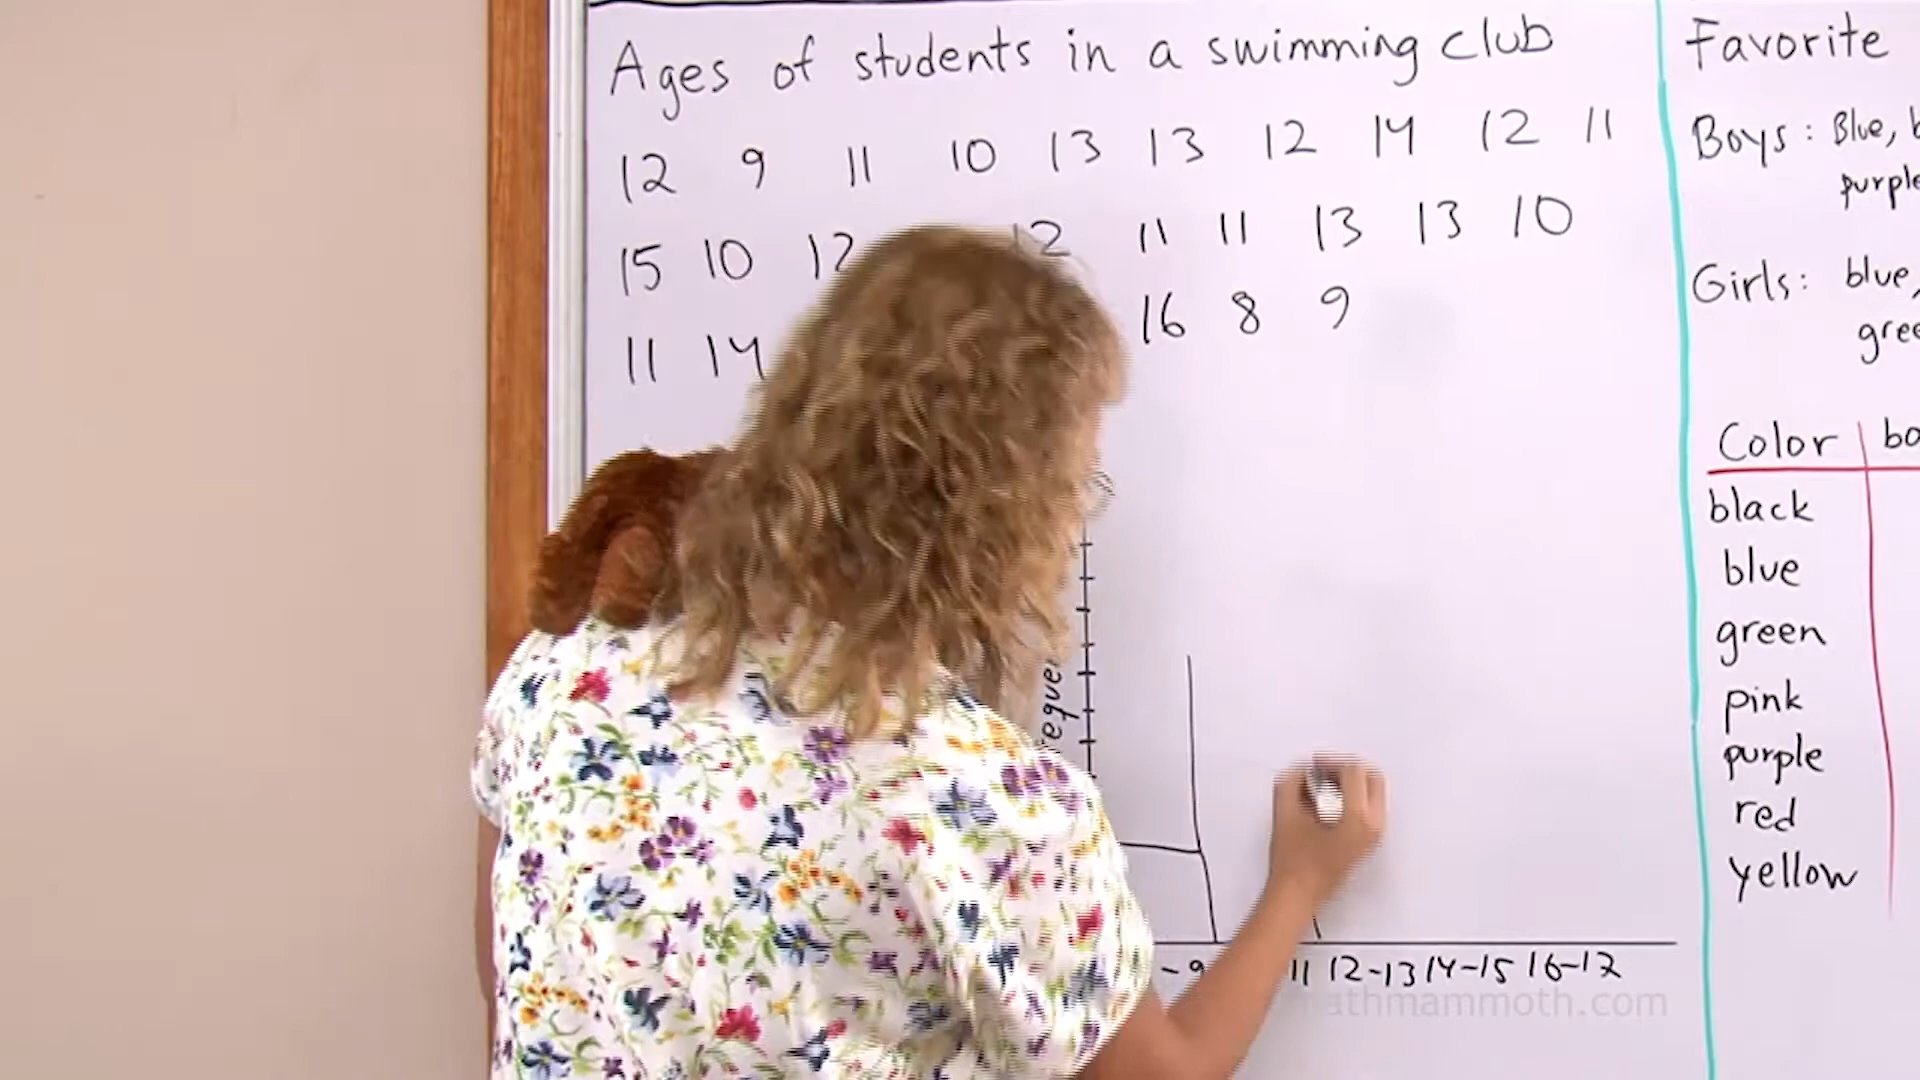 Ages of students in a swimming club
12 9 11 10 13 13 12 14 12 11
15 10 12 12 11 11 13 13 10
11 14 16 8 9
-9 11 12-13 14-15 16-17
mathmammoth.com
Favorite
Boys: Blue,
purple
Girls: blue,
Color
black
blue
green
pink
purple
red
yellow